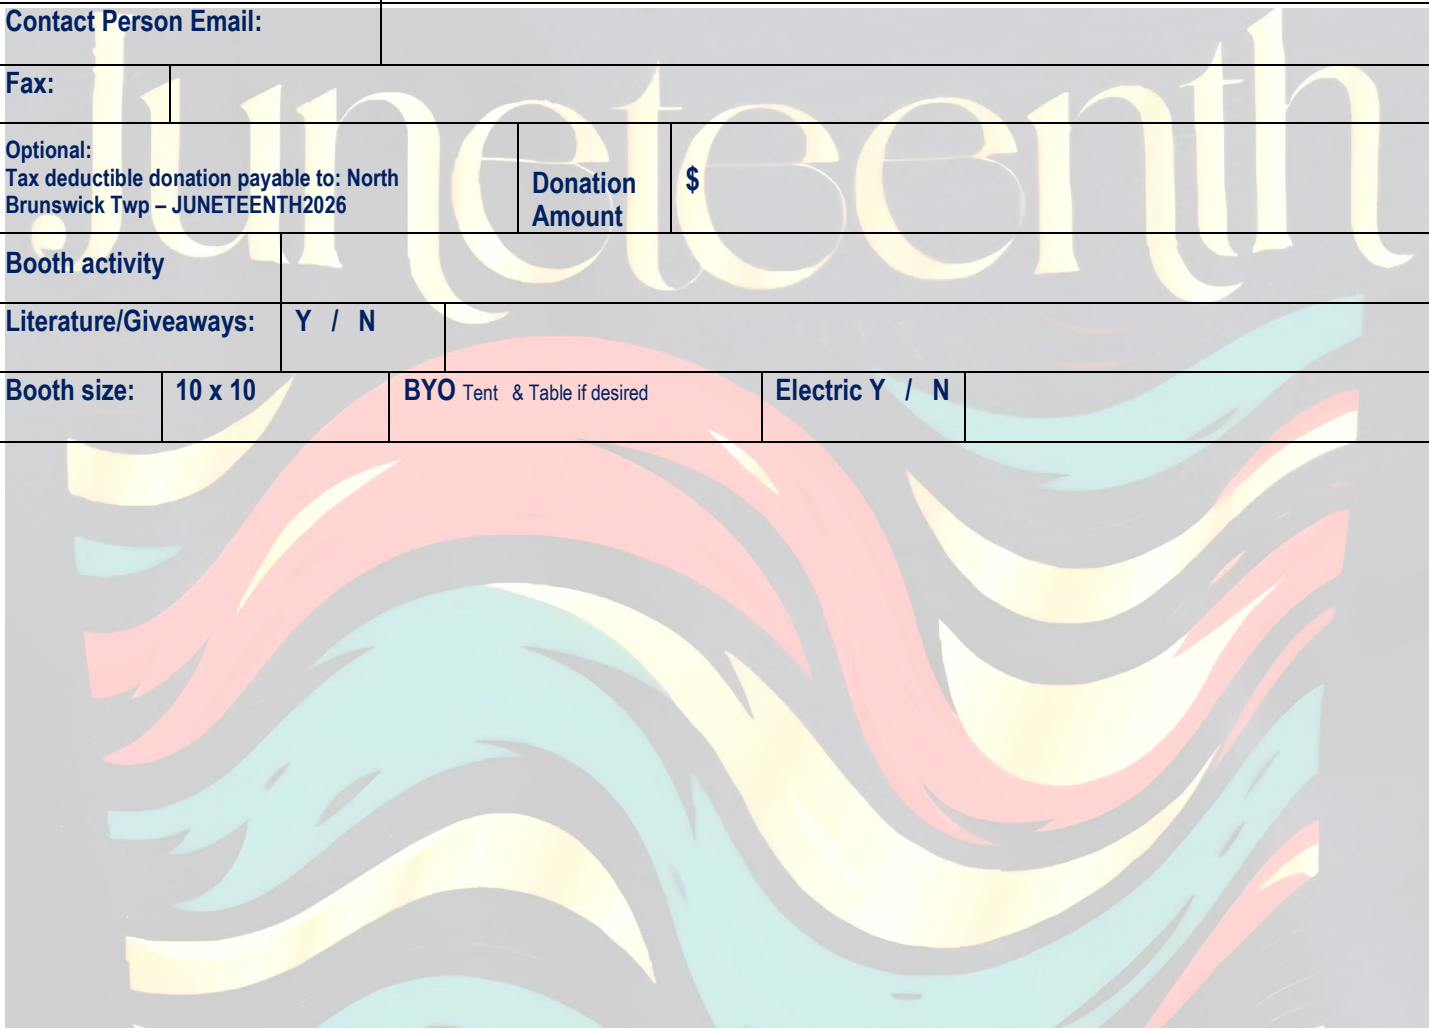 Contact Person Email:
Juneteenth
Fax:
Optional:
Tax deductible donation payable to: North
Brunswick Twp – JUNETEENTH2026
Donation
Amount
$
Booth activity
Literature/Giveaways: Y / N
Booth size: 10 x 10 BYO Tent & Table if desired Electric Y / N